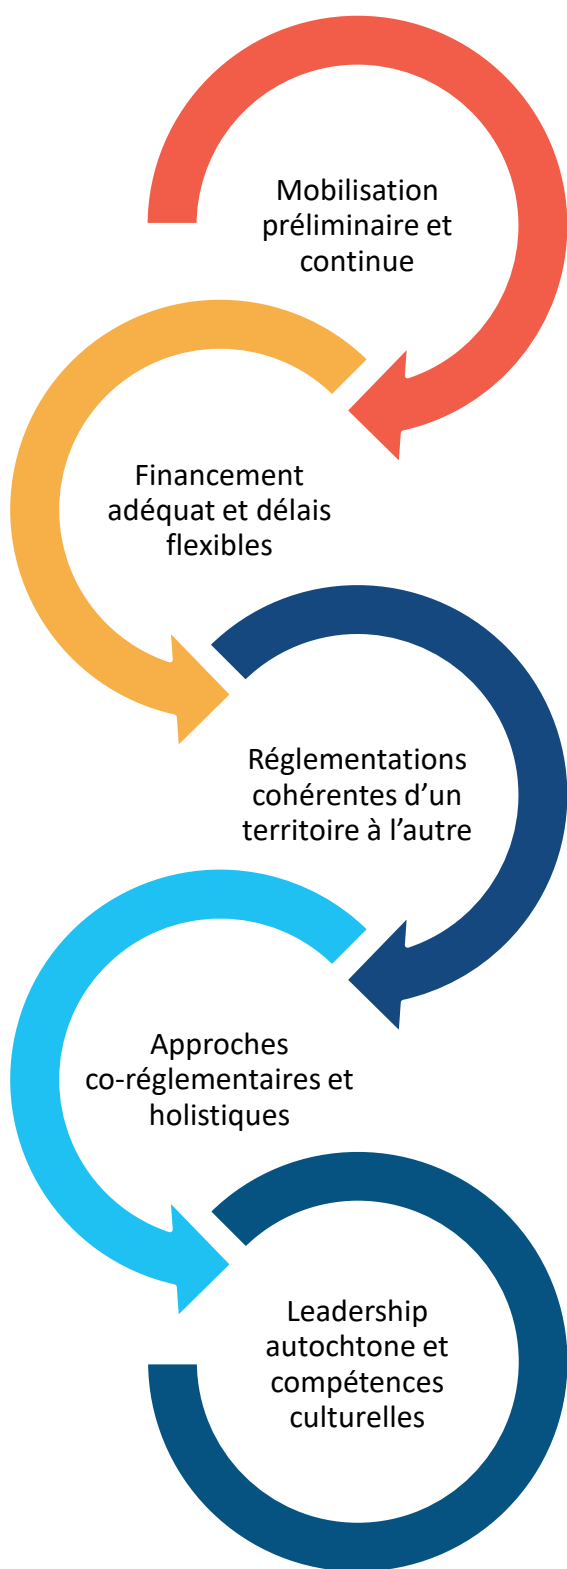 Mobilisation
préliminaire et
continue
Financement
adéquat et délais
flexibles
Réglementations
cohérentes d’un
territoire à l’autre
Approches
co-réglementaires et
holistiques
Leadership
autochtone et
compétences
culturelles